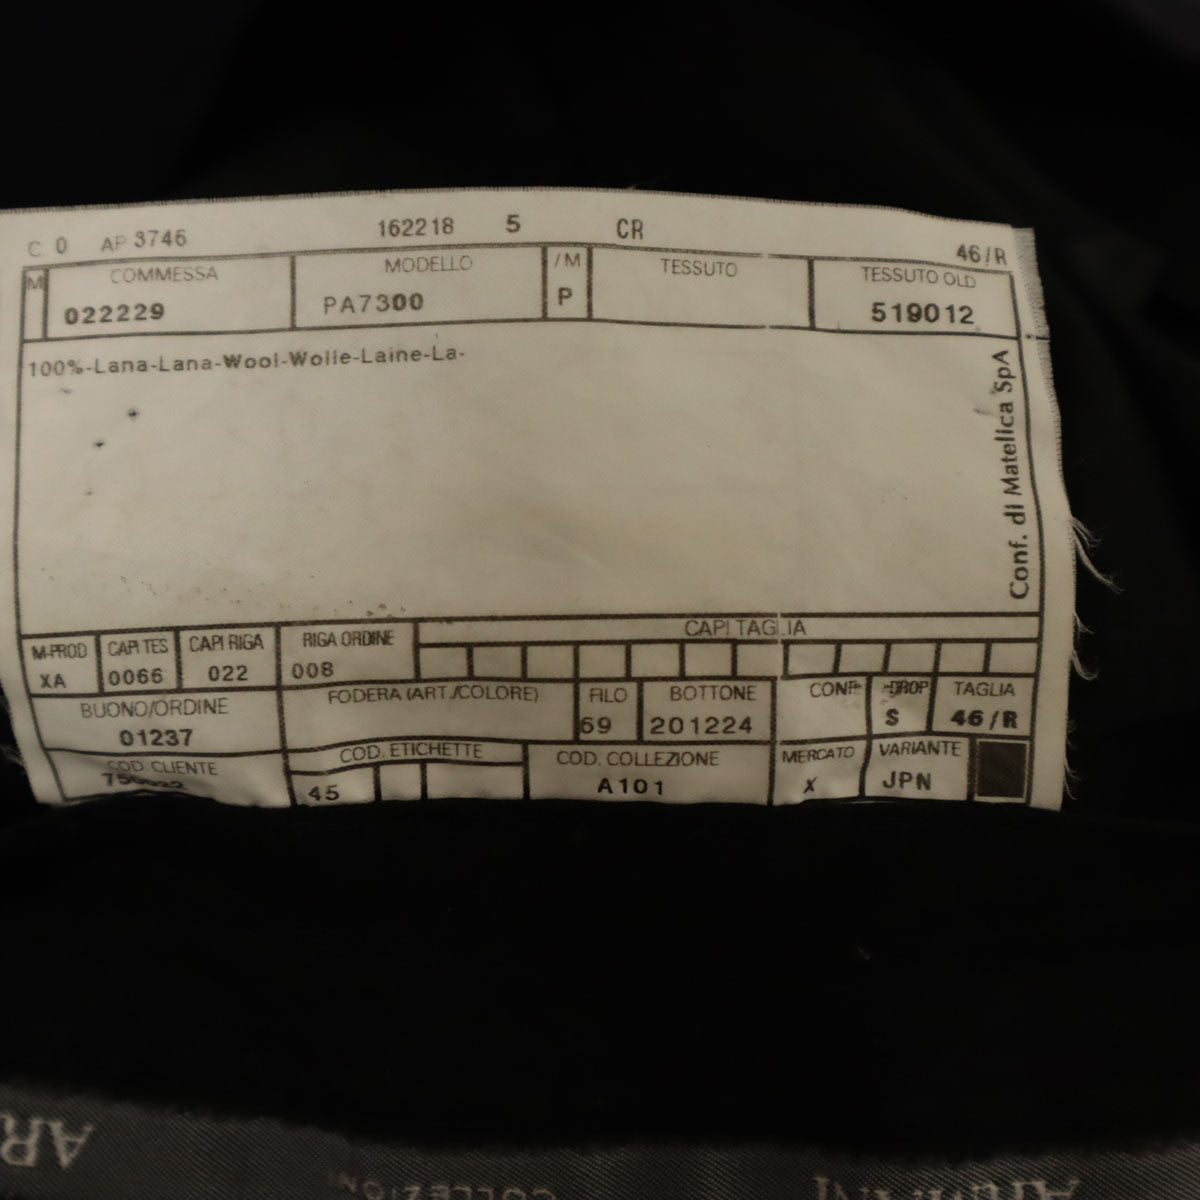 C 0 AP 3746 162218 5 CR 46/R
M COMMESSA MODELLO /M TESSUTO TESSUTO OLD
022229 PA7300 P 519012
100%-Lana-Lana-Wool-Wolle-Laine-La-
Conf. di Matelica SpA
CAPI TAGLIA
M-PROD CAPI TES CAPI RIGA RIGA ORDINE
XA 0066 022 008
BUONO/ORDINE FODERA (ART./COLORE) FILO BOTTONE CONF DROP TAGLIA
01237 69 201224 S 46/R
COD. CLIENTE COD. ETICHETTE COD. COLLEZIONE MERCATO VARIANTE
45 A101 X JPN
AR
COLLEZIONI